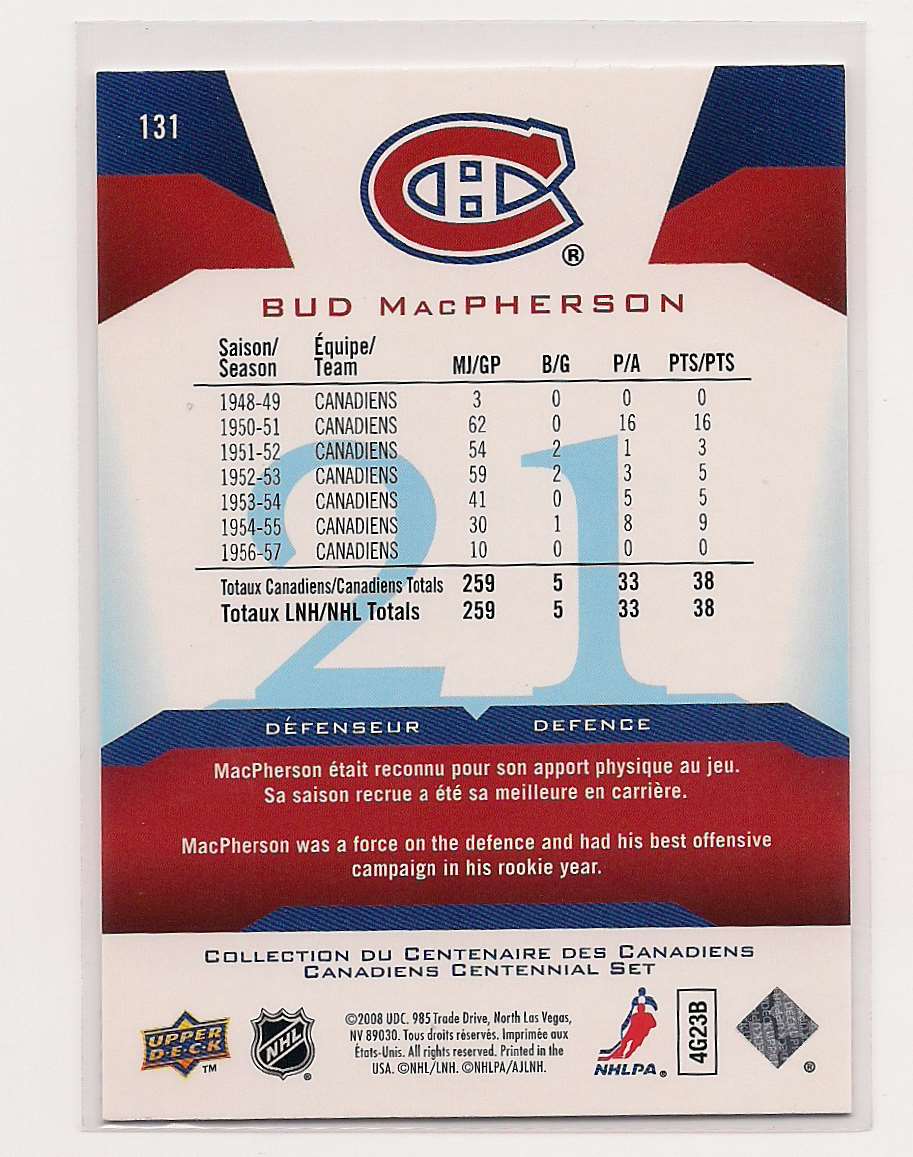 131
CH
®
BUD MacPHERSON
Saison/ Équipe/
Season Team MJ/GP B/G P/A PTS/PTS
1948-49 CANADIENS 3 0 0 0
1950-51 CANADIENS 62 0 16 16
1951-52 CANADIENS 54 2 1 3
1952-53 CANADIENS 59 2 3 5
1953-54 CANADIENS 41 0 5 5
1954-55 CANADIENS 30 1 8 9
1956-57 CANADIENS 10 0 0 0
Totaux Canadiens/Canadiens Totals 259 5 33 38
Totaux LNH/NHL Totals 259 5 33 38
21
DÉFENSEUR DEFENCE
MacPherson était reconnu pour son apport physique au jeu.
Sa saison recrue a été sa meilleure en carrière.
MacPherson was a force on the defence and had his best offensive
campaign in his rookie year.
Collection du Centenaire des Canadiens
Canadiens Centennial Set
UPPER
DECK
TM
NHL
®
©2008 UDC. 985 Trade Drive, North Las Vegas,
NV 89030. Tous droits réservés. Imprimée aux
États-Unis. All rights reserved. Printed in the
USA. ©NHL/LNH. ©NHLPA/AJLNH.
NHLPA®
4G23B
®